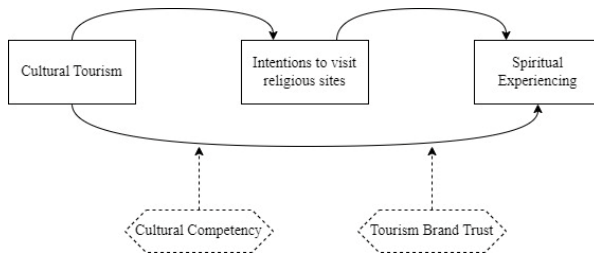 Cultural Tourism
Intentions to visit
religious sites
Spiritual
Experiencing
Cultural Competency
Tourism Brand Trust